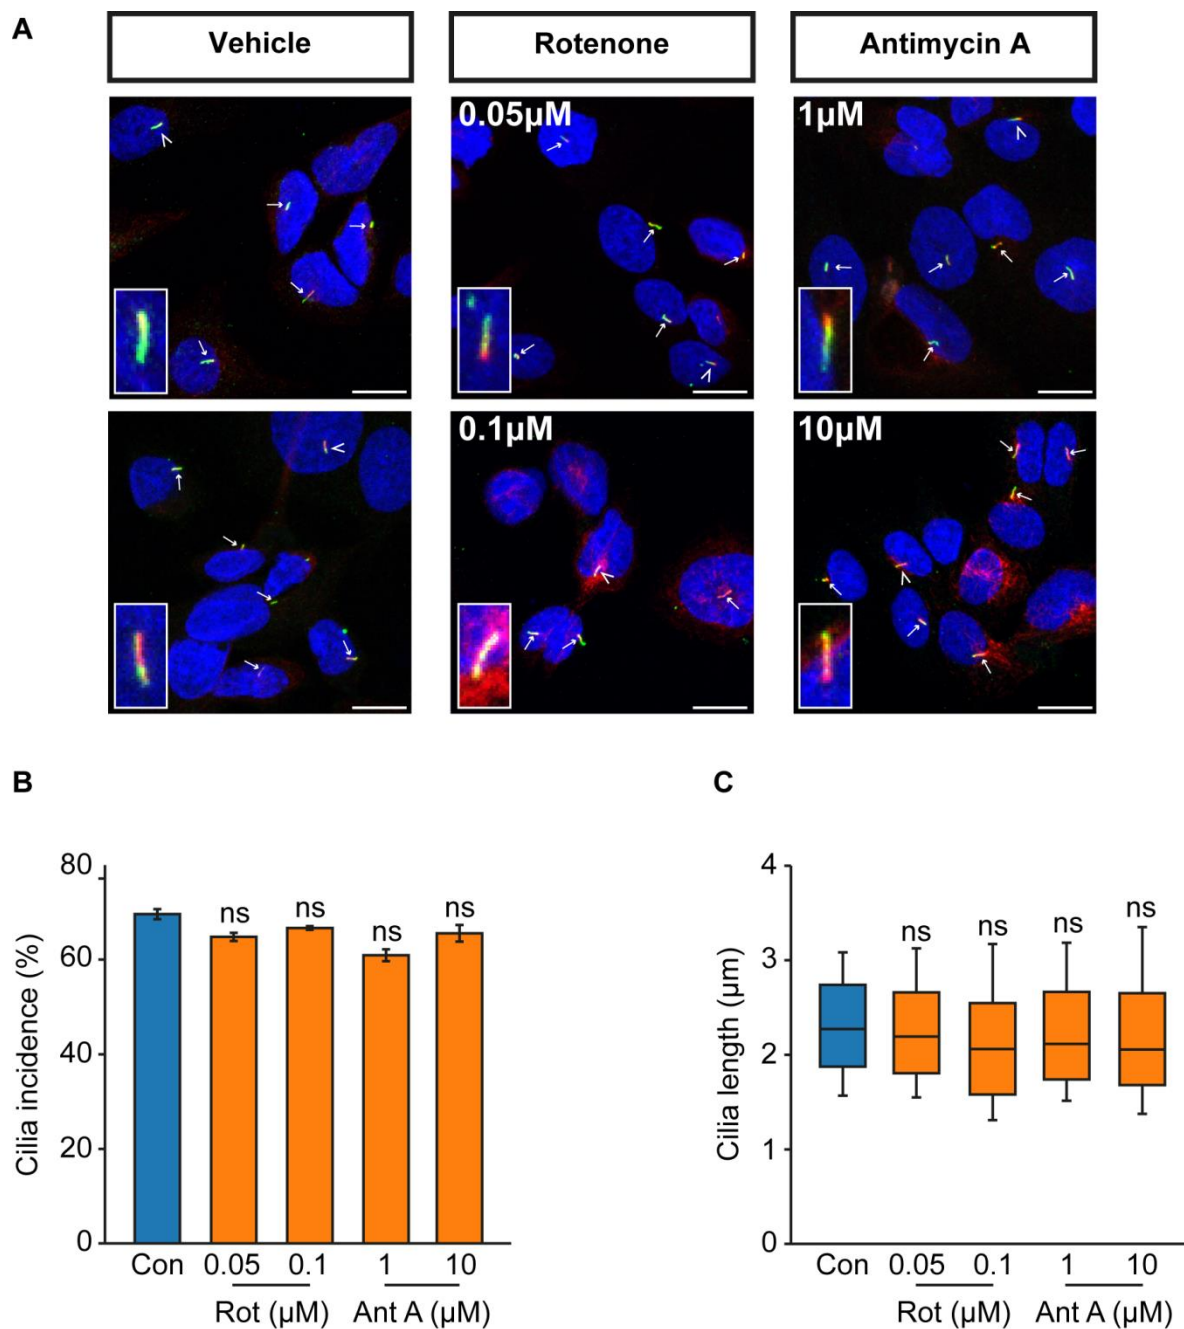 A
Vehicle
Rotenone
Antimycin A
0.05µM
1µM
0.1µM
10µM
B
80
60
40
20
0
Cilia incidence (%)
ns
ns
ns
ns
Con
0.05
0.1
1
10
Rot (µM)
Ant A (µM)
C
4
3
2
1
0
Cilia length (µm)
ns
ns
ns
ns
Con
0.05
0.1
1
10
Rot (µM)
Ant A (µM)